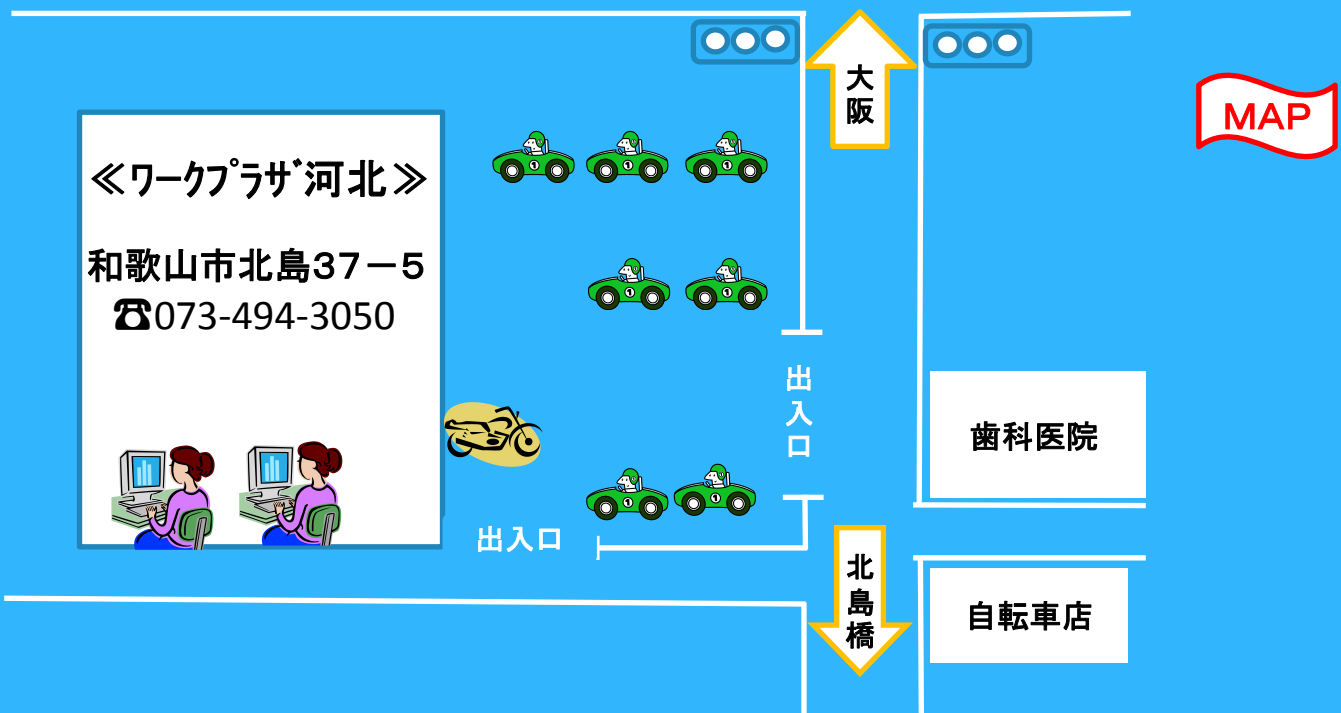 大阪
MAP
≪ﾜｰｸﾌﾟﾗｻﾞ河北≫
和歌山市北島37－5
☎073-494-3050
出入口
歯科医院
出入口
北島橋
自転車店